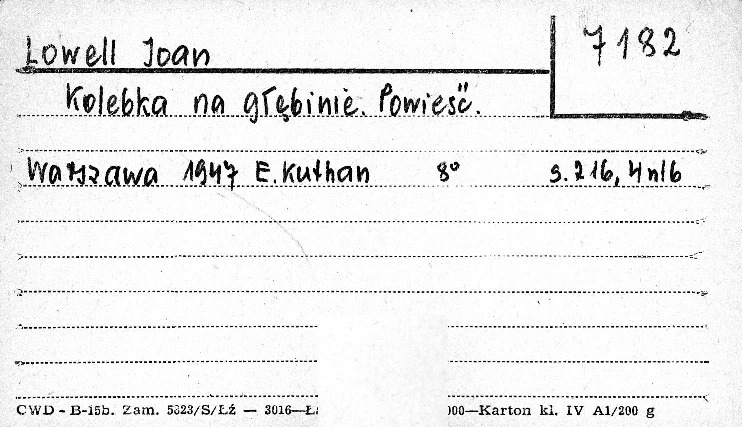 Lowell Joan
7182
Kolebka na głębinie. Powieść.
Warszawa 1947 E. Kuthan 8° s. 216, 4 nlb
CWD - B-15b. Zam. 5323/S/Łź — 3016— 000—Karton kl. IV A1/200 g